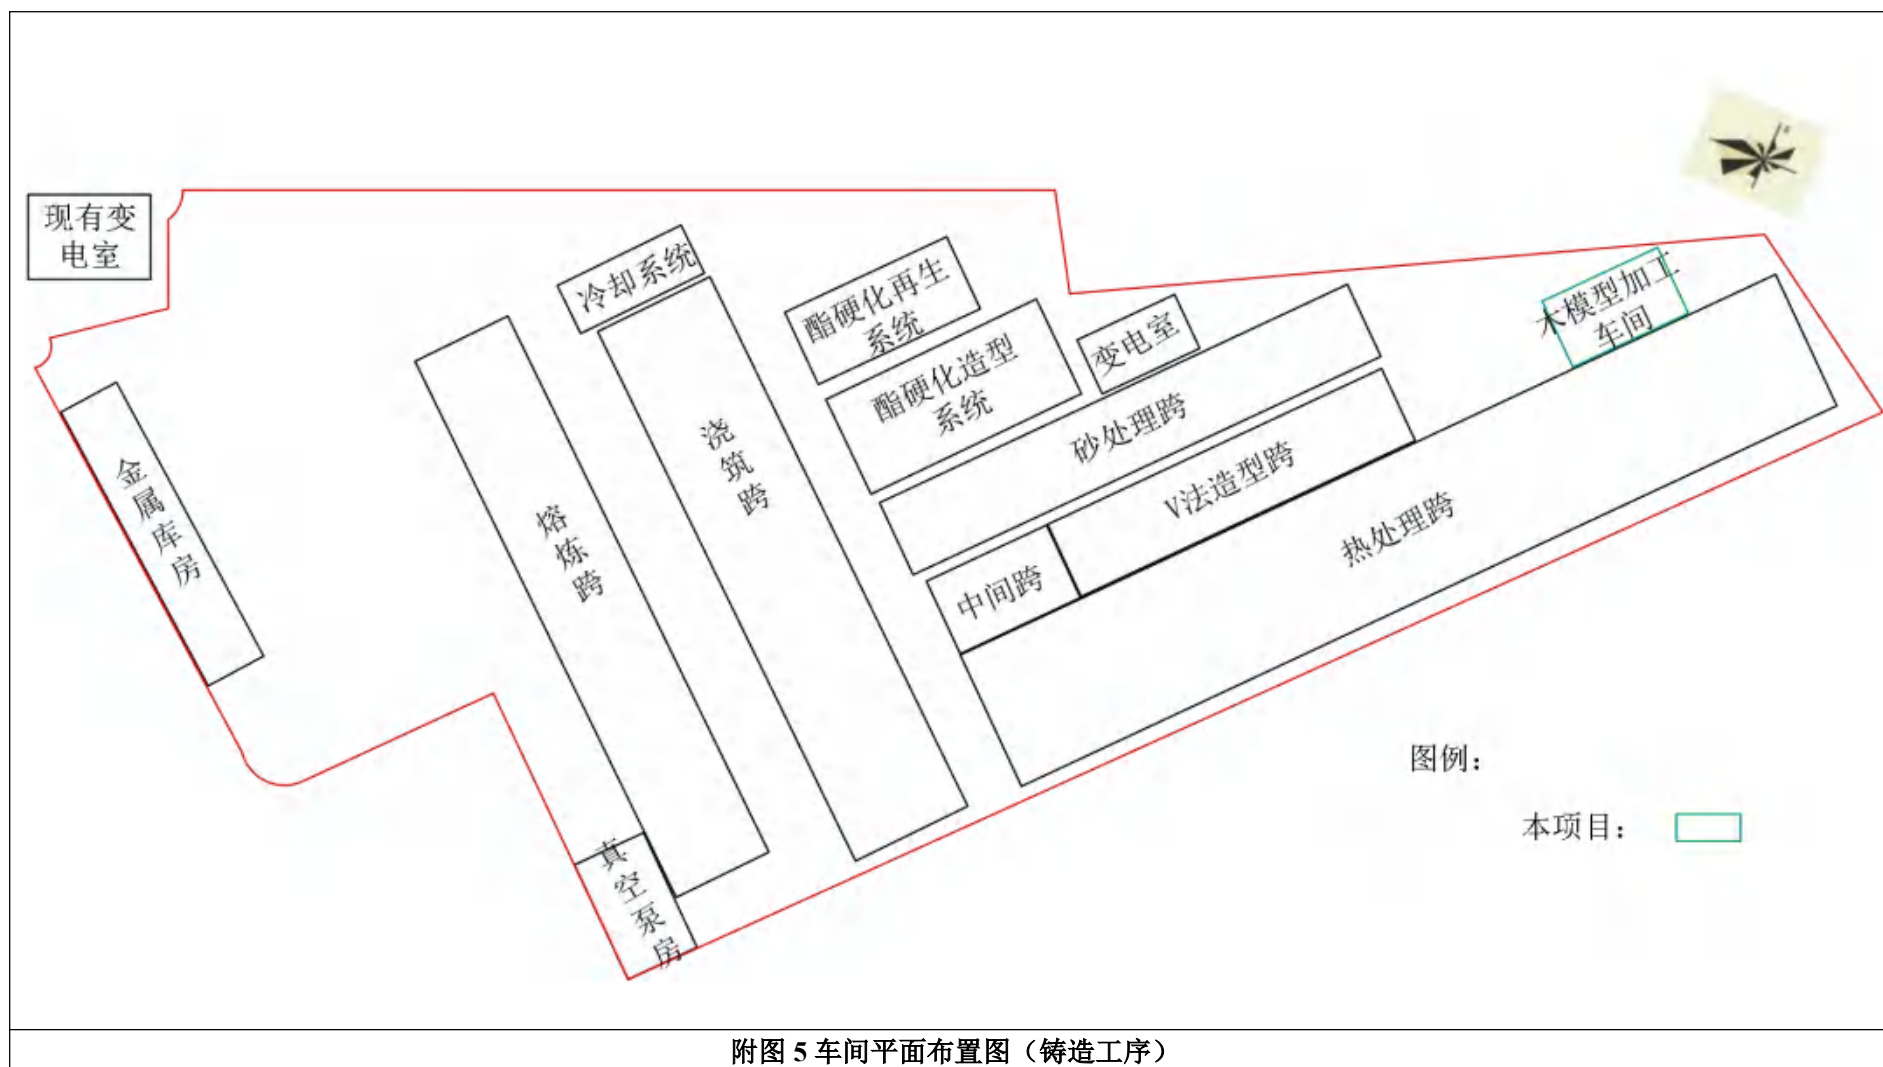 现有变
电室
冷却系统
酯硬化再生
系统
酯硬化造型
系统
变电室
木模型加工
车间
金属库房
熔炼跨
浇筑跨
砂处理跨
V法造型跨
中间跨
热处理跨
真空泵房
图例：
本项目：
附图 5 车间平面布置图（铸造工序）